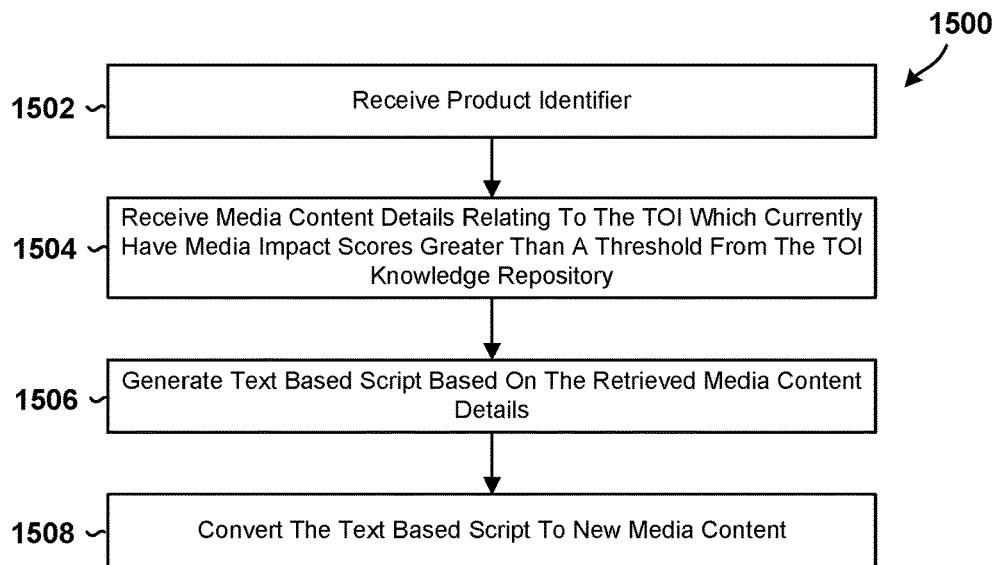 1500
1502
Receive Product Identifier
1504
Receive Media Content Details Relating To The TOI Which Currently
Have Media Impact Scores Greater Than A Threshold From The TOI
Knowledge Repository
1506
Generate Text Based Script Based On The Retrieved Media Content
Details
1508
Convert The Text Based Script To New Media Content